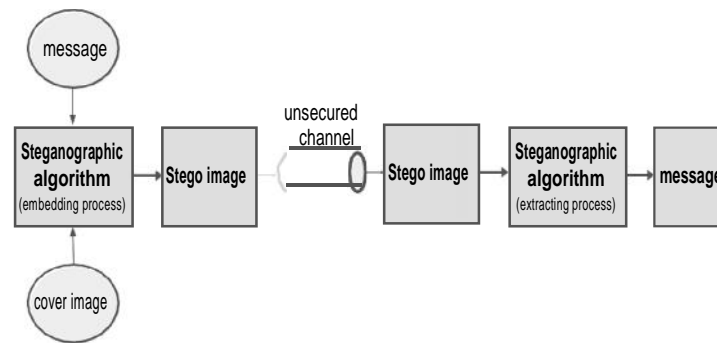 message
unsecured
channel
Steganographic
algorithm
(embedding process)
Stego image
Stego image
Steganographic
algorithm
(extracting process)
message
cover image